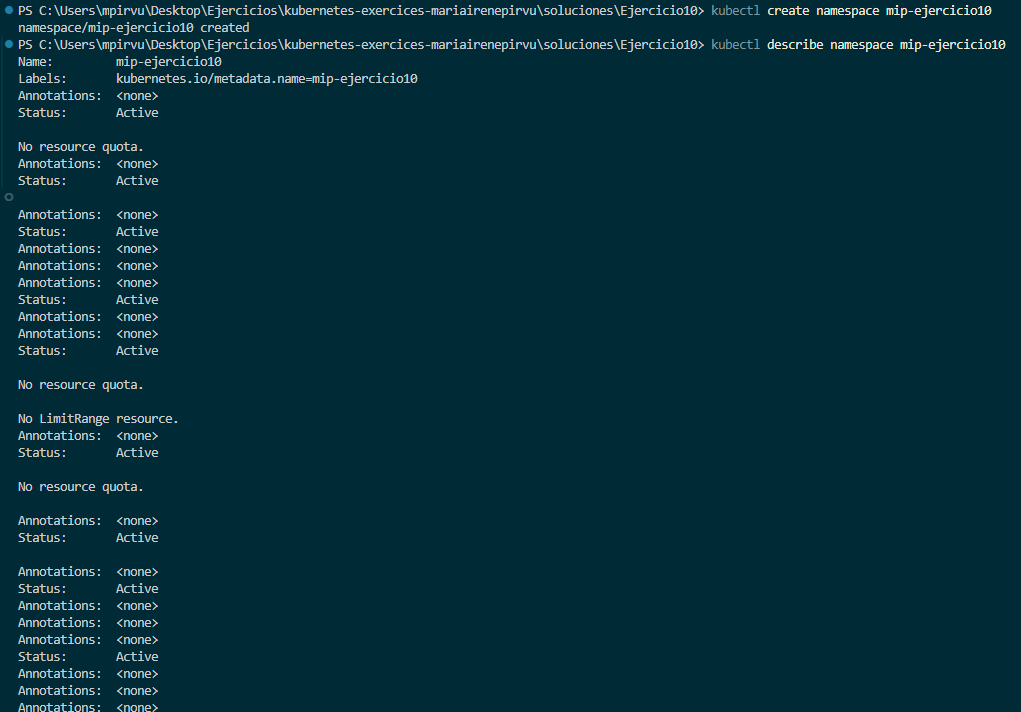 PS C:\Users\mpirvu\Desktop\Ejercicios\kubernetes-exercices-mariairenepirvu\soluciones\Ejercicio10> kubectl create namespace mip-ejercicio10
namespace/mip-ejercicio10 created
PS C:\Users\mpirvu\Desktop\Ejercicios\kubernetes-exercices-mariairenepirvu\soluciones\Ejercicio10> kubectl describe namespace mip-ejercicio10
Name:         mip-ejercicio10
Labels:       kubernetes.io/metadata.name=mip-ejercicio10
Annotations:  <none>
Status:       Active

No resource quota.
Annotations:  <none>
Status:       Active

Annotations:  <none>
Status:       Active
Annotations:  <none>
Annotations:  <none>
Annotations:  <none>
Status:       Active
Annotations:  <none>
Annotations:  <none>
Status:       Active

No resource quota.

No LimitRange resource.
Annotations:  <none>
Status:       Active

No resource quota.

Annotations:  <none>
Status:       Active

Annotations:  <none>
Status:       Active
Annotations:  <none>
Annotations:  <none>
Annotations:  <none>
Status:       Active
Annotations:  <none>
Annotations:  <none>
Annotations:  <none>